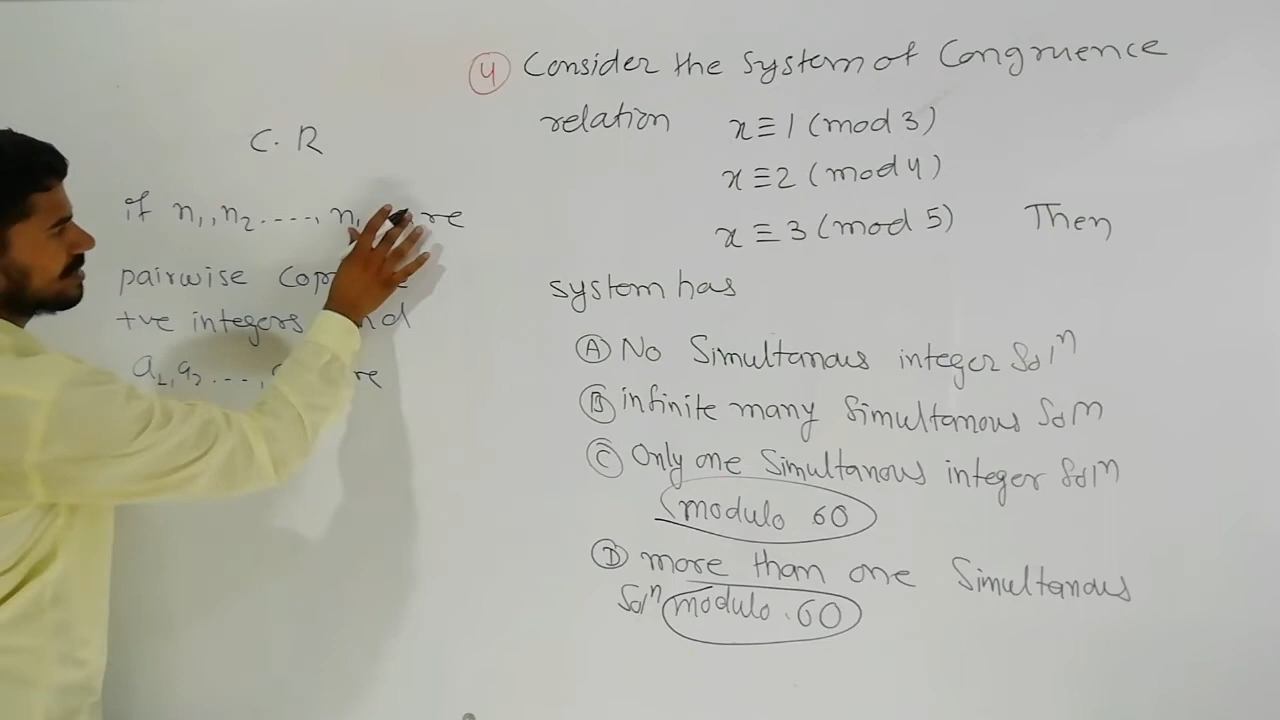 C. R
if n1, n2 ...., n
pairwise
+ve integers
a1, a2 ...,
④ Consider the System of Congruence
relation x ≡ 1 (mod 3)
x ≡ 2 (mod 4)
x ≡ 3 (mod 5) Then
system has
Ⓐ No Simultanous integer Solⁿ
Ⓑ infinite many Simultanous Solⁿ
Ⓒ Only one Simultanous integer Solⁿ
modulo 60
Ⓓ more than one Simultanous
Solⁿ modulo. 60